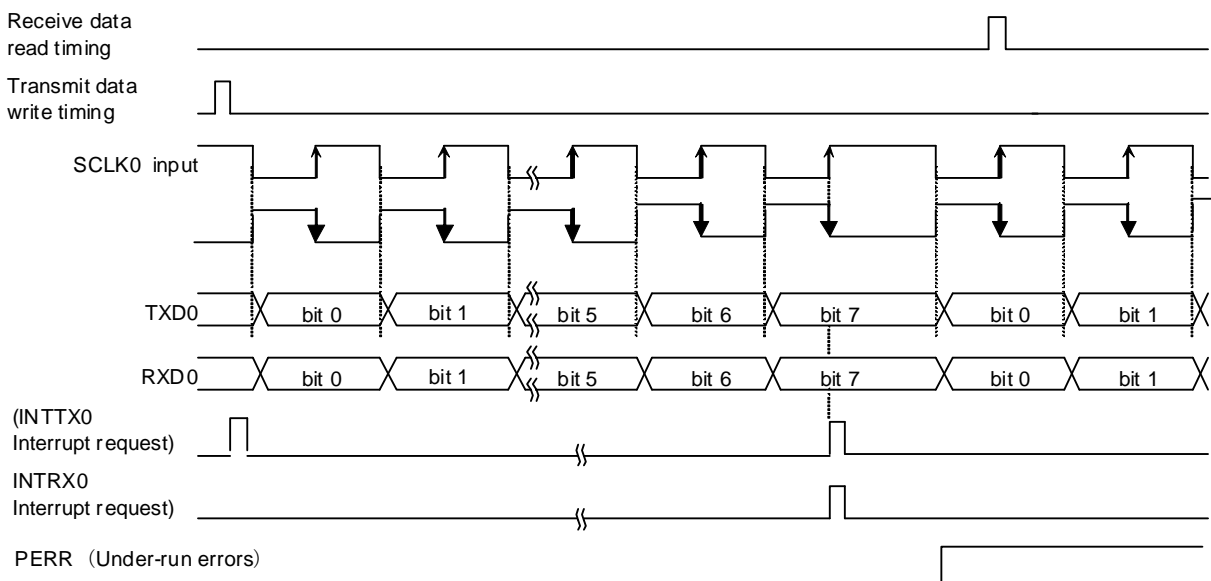 Receive data
read timing
Transmit data
write timing
SCLK0 input
TXD0 bit 0 bit 1 bit 5 bit 6 bit 7 bit 0 bit 1
RXD0 bit 0 bit 1 bit 5 bit 6 bit 7 bit 0 bit 1
(INTTX0
Interrupt request)
INTRX0
Interrupt request)
PERR （Under-run errors）